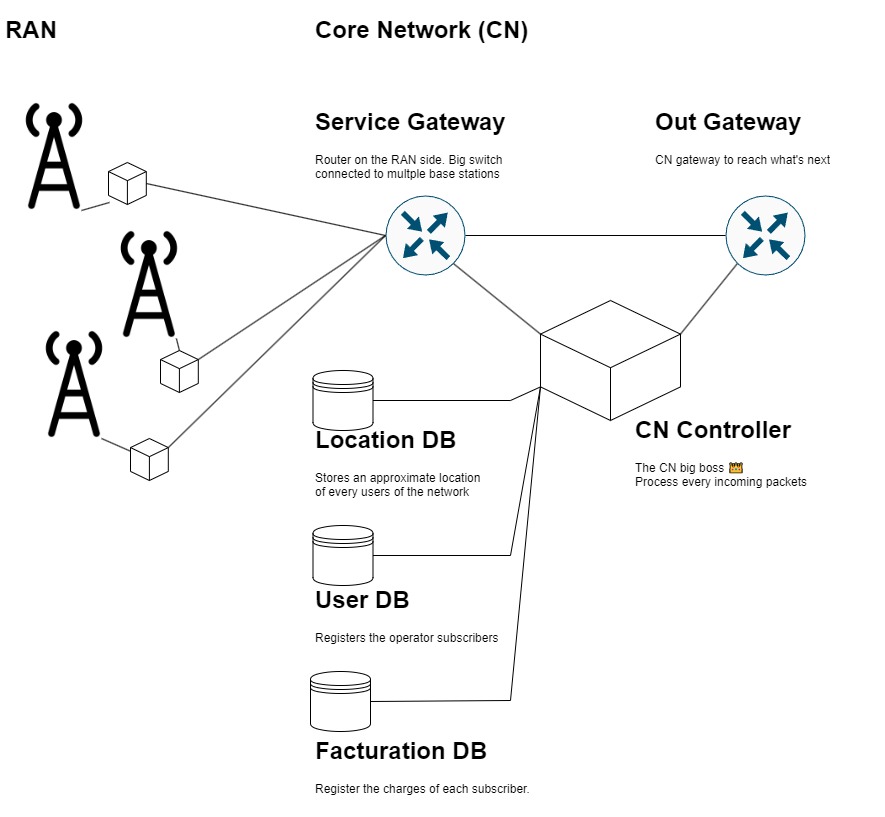 RAN
Core Network (CN)
Service Gateway
Router on the RAN side. Big switch
connected to multple base stations
Out Gateway
CN gateway to reach what's next
Location DB
Stores an approximate location
of every users of the network
CN Controller
The CN big boss 👑
Process every incoming packets
User DB
Registers the operator subscribers
Facturation DB
Register the charges of each subscriber.